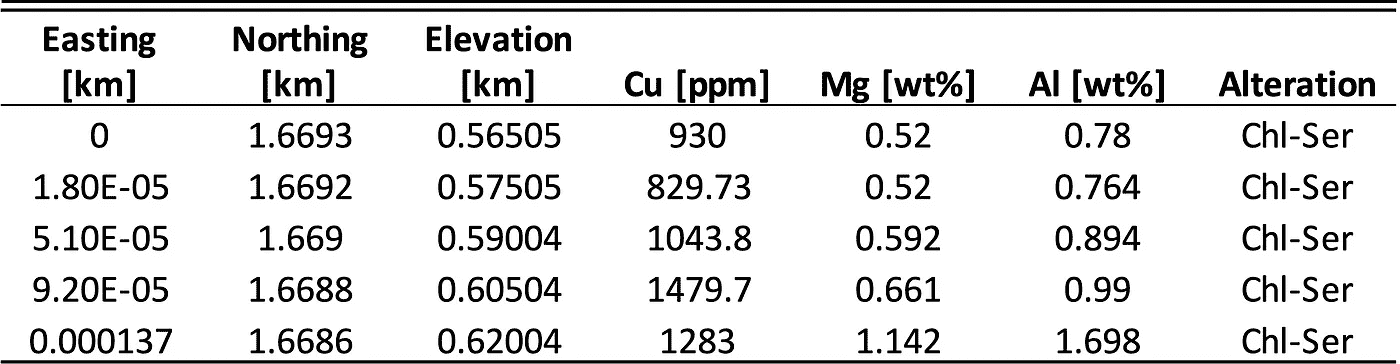 Easting Northing Elevation
[km] [km] [km] Cu [ppm] Mg [wt%] Al [wt%] Alteration
0 1.6693 0.56505 930 0.52 0.78 Chl-Ser
1.80E-05 1.6692 0.57505 829.73 0.52 0.764 Chl-Ser
5.10E-05 1.669 0.59004 1043.8 0.592 0.894 Chl-Ser
9.20E-05 1.6688 0.60504 1479.7 0.661 0.99 Chl-Ser
0.000137 1.6686 0.62004 1283 1.142 1.698 Chl-Ser